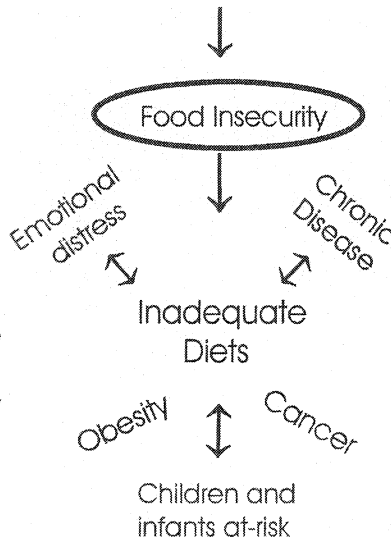 Food Insecurity
Emotional
distress
Chronic
Disease
Inadequate
Diets
Obesity
Cancer
Children and
infants at-risk